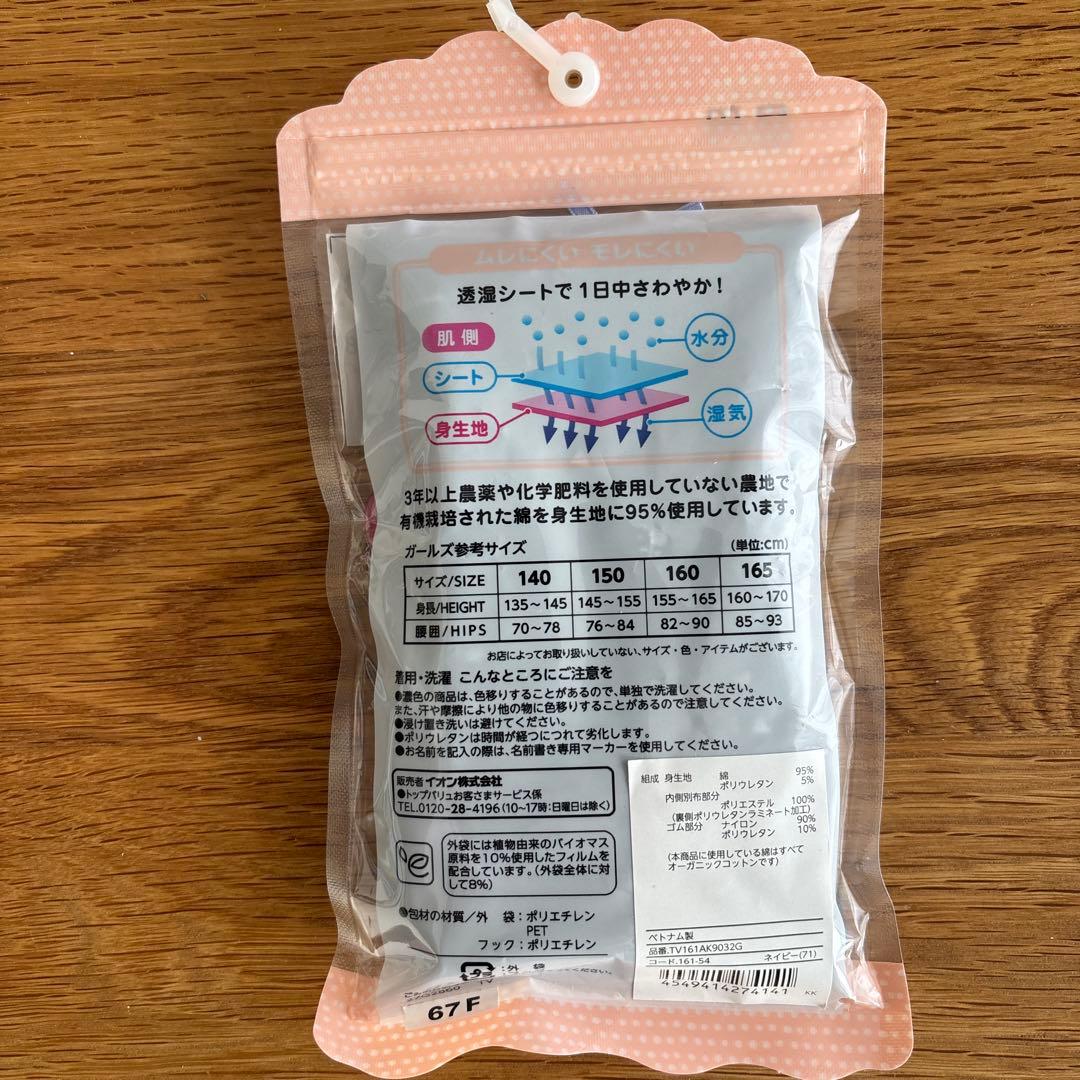 ムレにくい モレにくい
透湿シートで1日中さわやか!
肌側
水分
シート
湿気
身生地
3年以上農薬や化学肥料を使用していない農地で
有機栽培された綿を身生地に95%使用しています。
ガールズ参考サイズ (単位:cm)
サイズ/SIZE 140 150 160 165
身長/HEIGHT 135〜145 145〜155 155〜165 160〜170
腰囲/HIPS 70〜78 76〜84 82〜90 85〜93
お店によってお取り扱いしていない、サイズ・色・アイテムがございます。
着用・洗濯 こんなところにご注意を
●濃色の商品は、色移りすることがあるので、単独で洗濯してください。
また、汗や摩擦により他の物に色移りすることがあるので注意してください。
●浸け置き洗いは避けてください。
●ポリウレタンは時間が経つにつれて劣化します。
●お名前を記入の際は、名前書き専用マーカーを使用してください。
販売者 イオン株式会社
●トップバリュお客さまサービス係
TEL.0120-28-4196(10〜17時:日曜日は除く)
外袋には植物由来のバイオマス
原料を10%使用したフィルムを
配合しています。(外袋全体に対
して8%)
●包材の材質/外 袋:ポリエチレン
PET
フック:ポリエチレン
外 袋
ください。
67F
組成 身生地 綿 95%
ポリウレタン 5%
内側別布部分
ポリエステル 100%
(裏側ポリウレタンラミネート加工)
ゴム部分 ナイロン 90%
ポリウレタン 10%
(本商品に使用している綿はすべて
オーガニックコットンです)
ベトナム製
品番.TV161AK9032G
コード.161-54 ネイビー(71)
4549414274141
KK